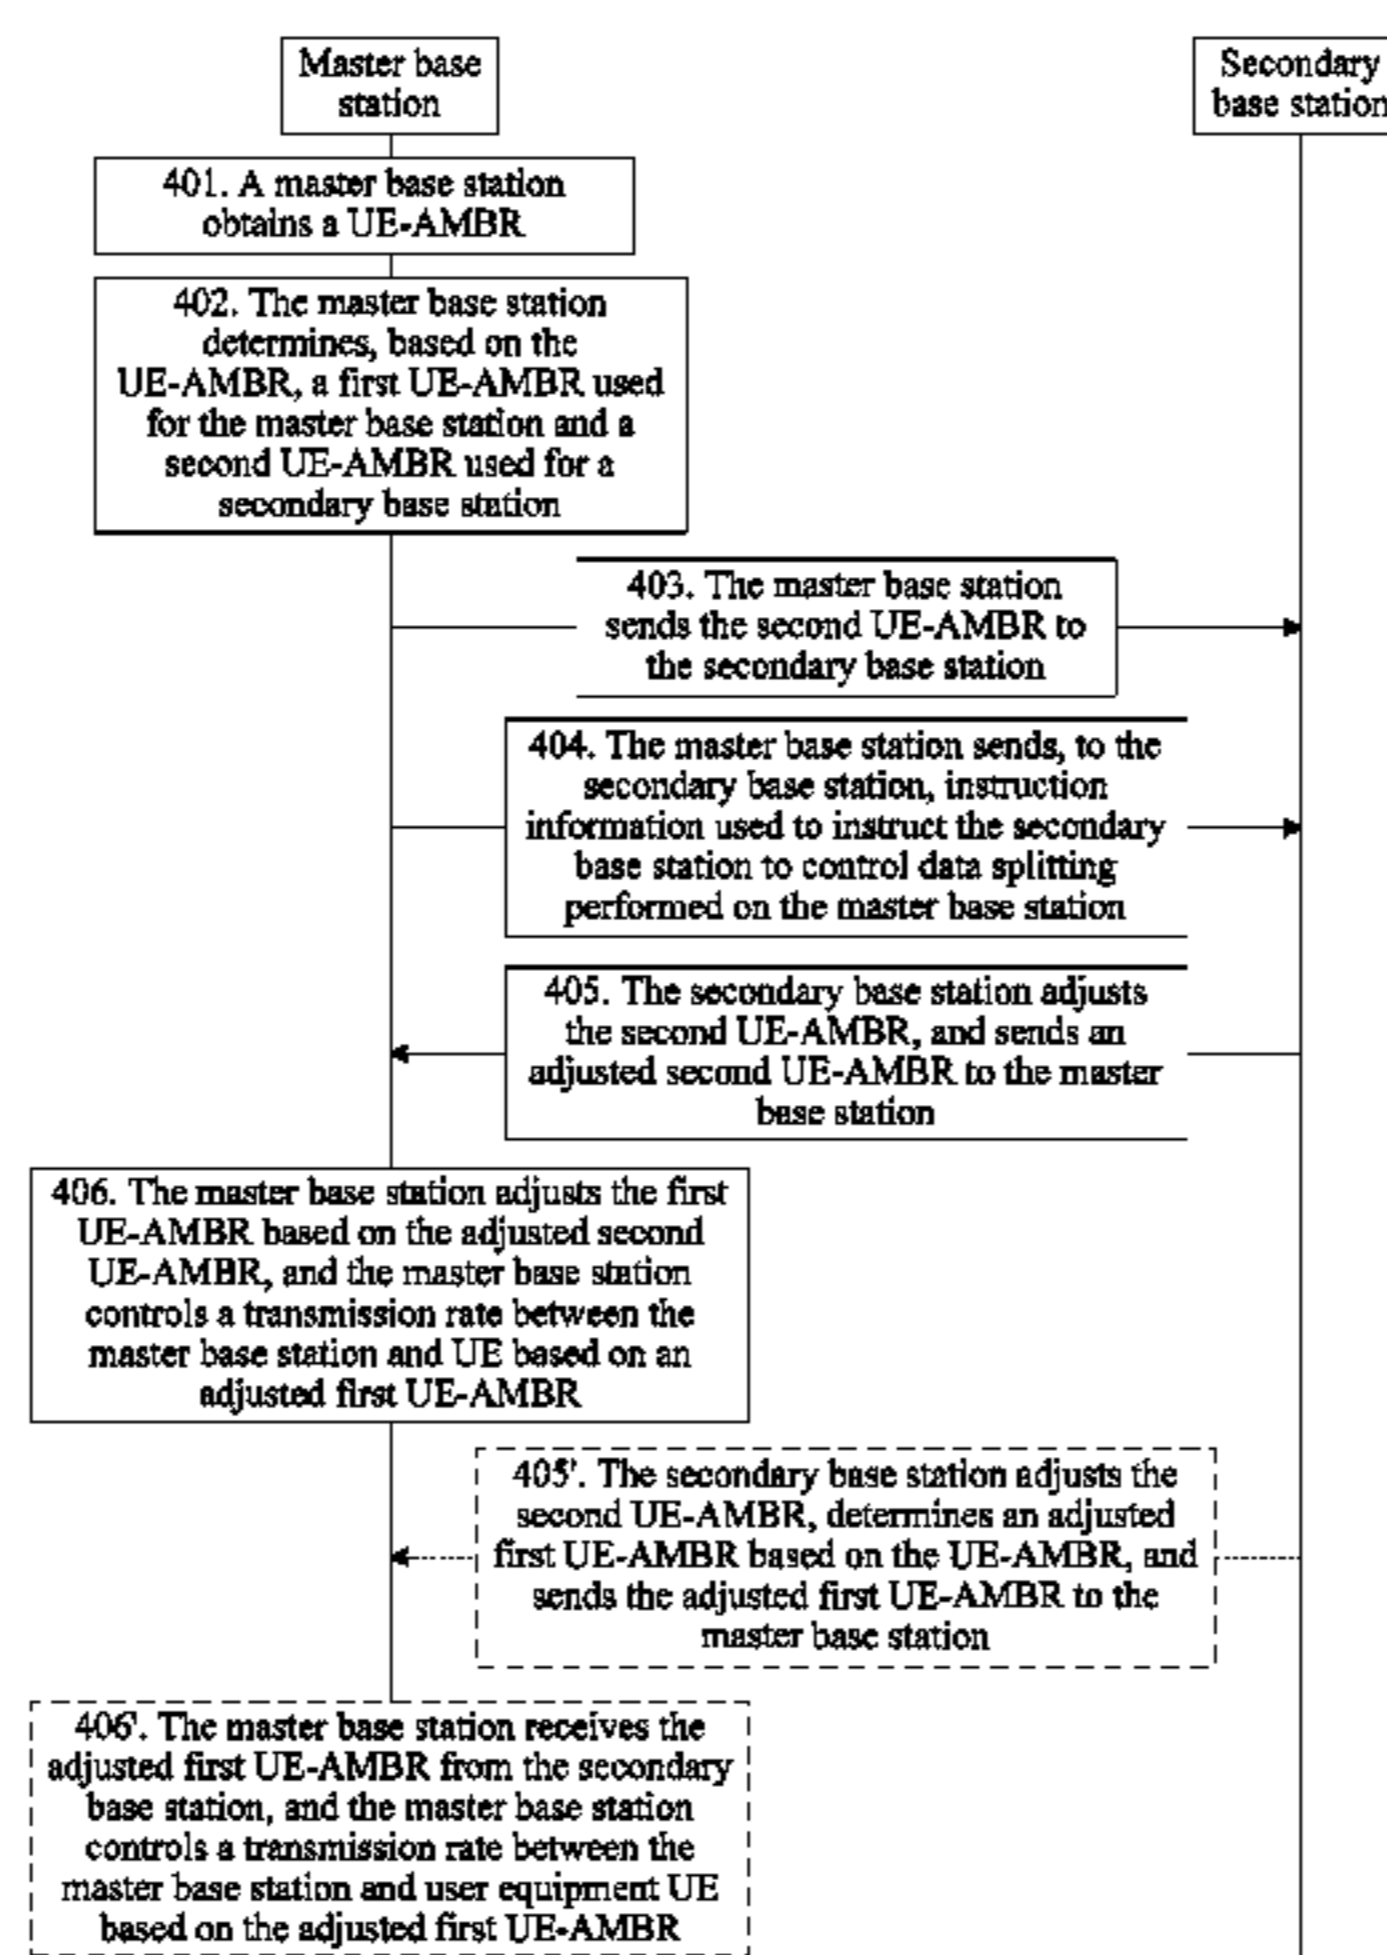 Master base
station
Secondary
base station
401. A master base station
obtains a UE-AMBR
402. The master base station
determines, based on the
UE-AMBR, a first UE-AMBR used
for the master base station and a
second UE-AMBR used for a
secondary base station
403. The master base station
sends the second UE-AMBR to
the secondary base station
404. The master base station sends, to the
secondary base station, instruction
information used to instruct the secondary
base station to control data splitting
performed on the master base station
405. The secondary base station adjusts
the second UE-AMBR, and sends an
adjusted second UE-AMBR to the master
base station
406. The master base station adjusts the first
UE-AMBR based on the adjusted second
UE-AMBR, and the master base station
controls a transmission rate between the
master base station and UE based on an
adjusted first UE-AMBR
405'. The secondary base station adjusts the
second UE-AMBR, determines an adjusted
first UE-AMBR based on the UE-AMBR, and
sends the adjusted first UE-AMBR to the
master base station
406'. The master base station receives the
adjusted first UE-AMBR from the secondary
base station, and the master base station
controls a transmission rate between the
master base station and user equipment UE
based on the adjusted first UE-AMBR